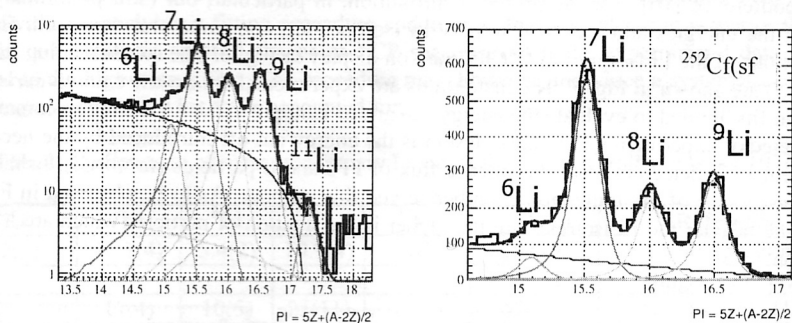 counts
10
10²
10
1
⁶Li
⁷Li
⁸Li
⁹Li
¹¹Li
13.5 14 14.5 15 15.5 16 16.5 17 17.5 18
PI = 5Z+(A-2Z)/2
counts
700
600
500
400
300
200
100
0
⁶Li
⁷Li
⁸Li
⁹Li
²⁵²Cf(sf
15 15.5 16 16.5 17
PI = 5Z+(A-2Z)/2